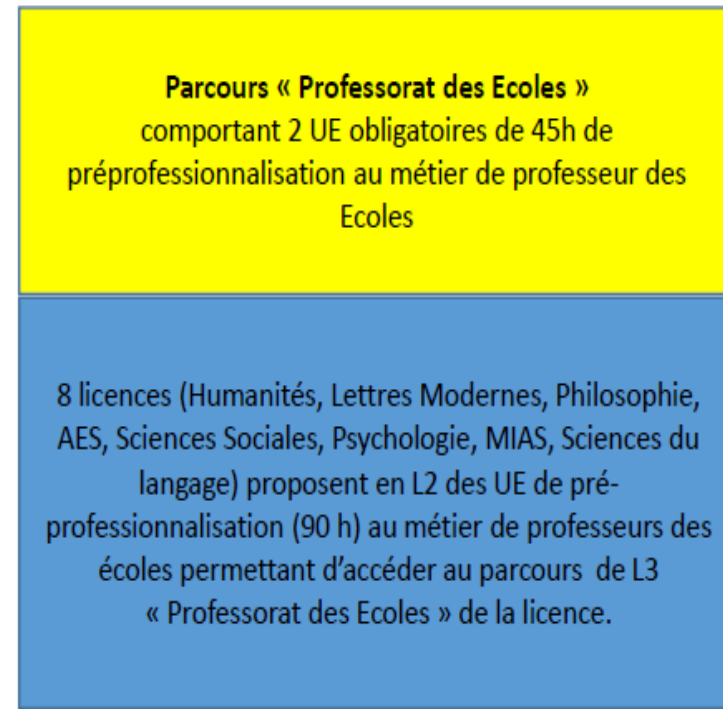 Parcours « Professorat des Ecoles »
comportant 2 UE obligatoires de 45h de
préprofessionnalisation au métier de professeur des
Ecoles
8 licences (Humanités, Lettres Modernes, Philosophie,
AES, Sciences Sociales, Psychologie, MIAS, Sciences du
langage) proposent en L2 des UE de pré-
professionnalisation (90 h) au métier de professeurs des
écoles permettant d’accéder au parcours de L3
« Professorat des Ecoles » de la licence.